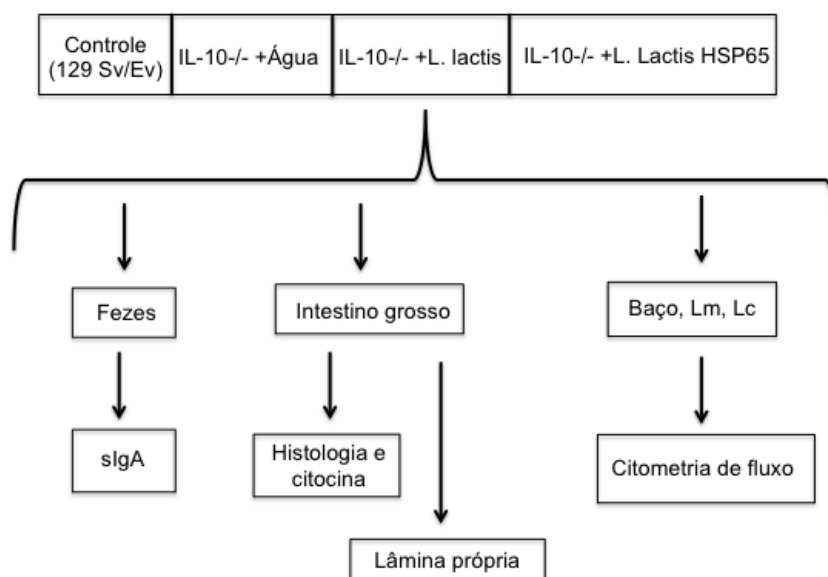 Controle
(129 Sv/Ev)
IL-10-/- +Água
IL-10-/- +L. lactis
IL-10-/- +L. Lactis HSP65
Fezes
Intestino grosso
Baço, Lm, Lc
sIgA
Histologia e
citocina
Citometria de fluxo
Lâmina própria